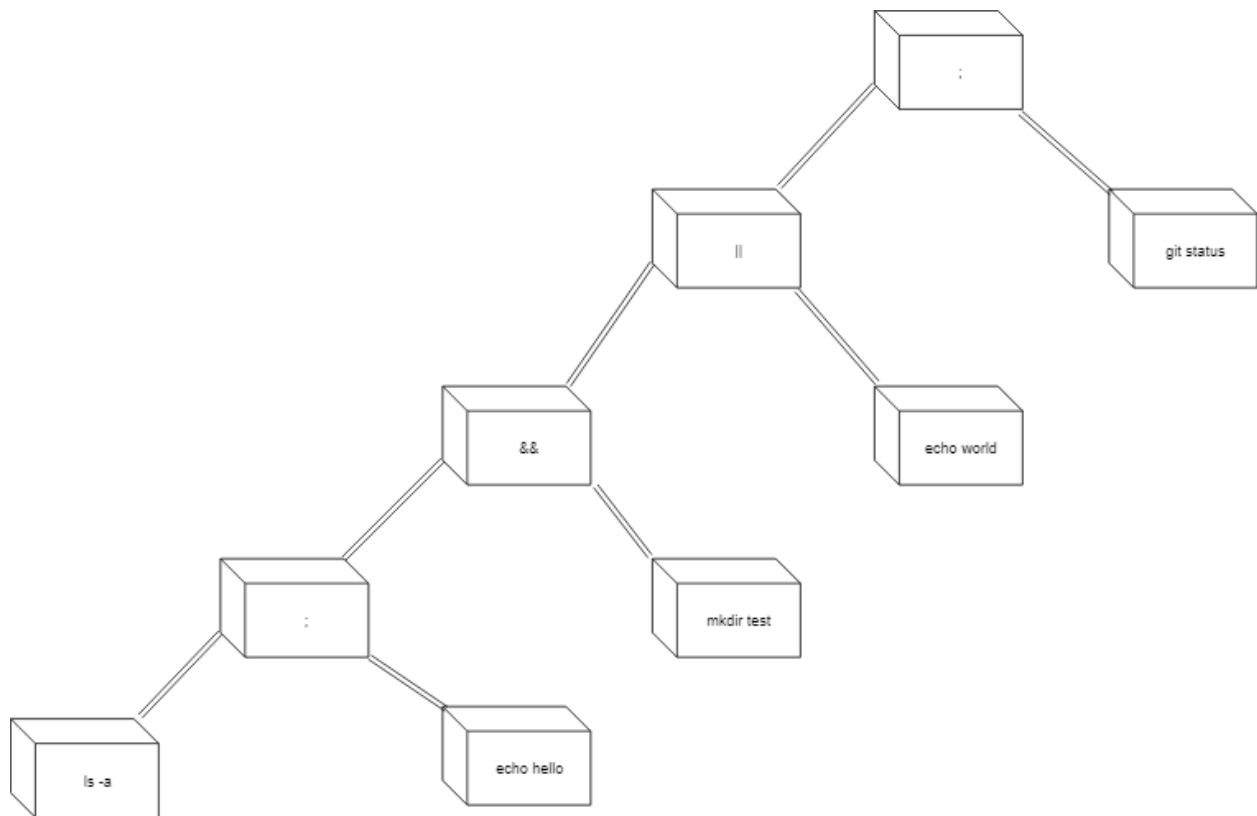 ;
||
git status
&&
echo world
;
mkdir test
ls -a
echo hello